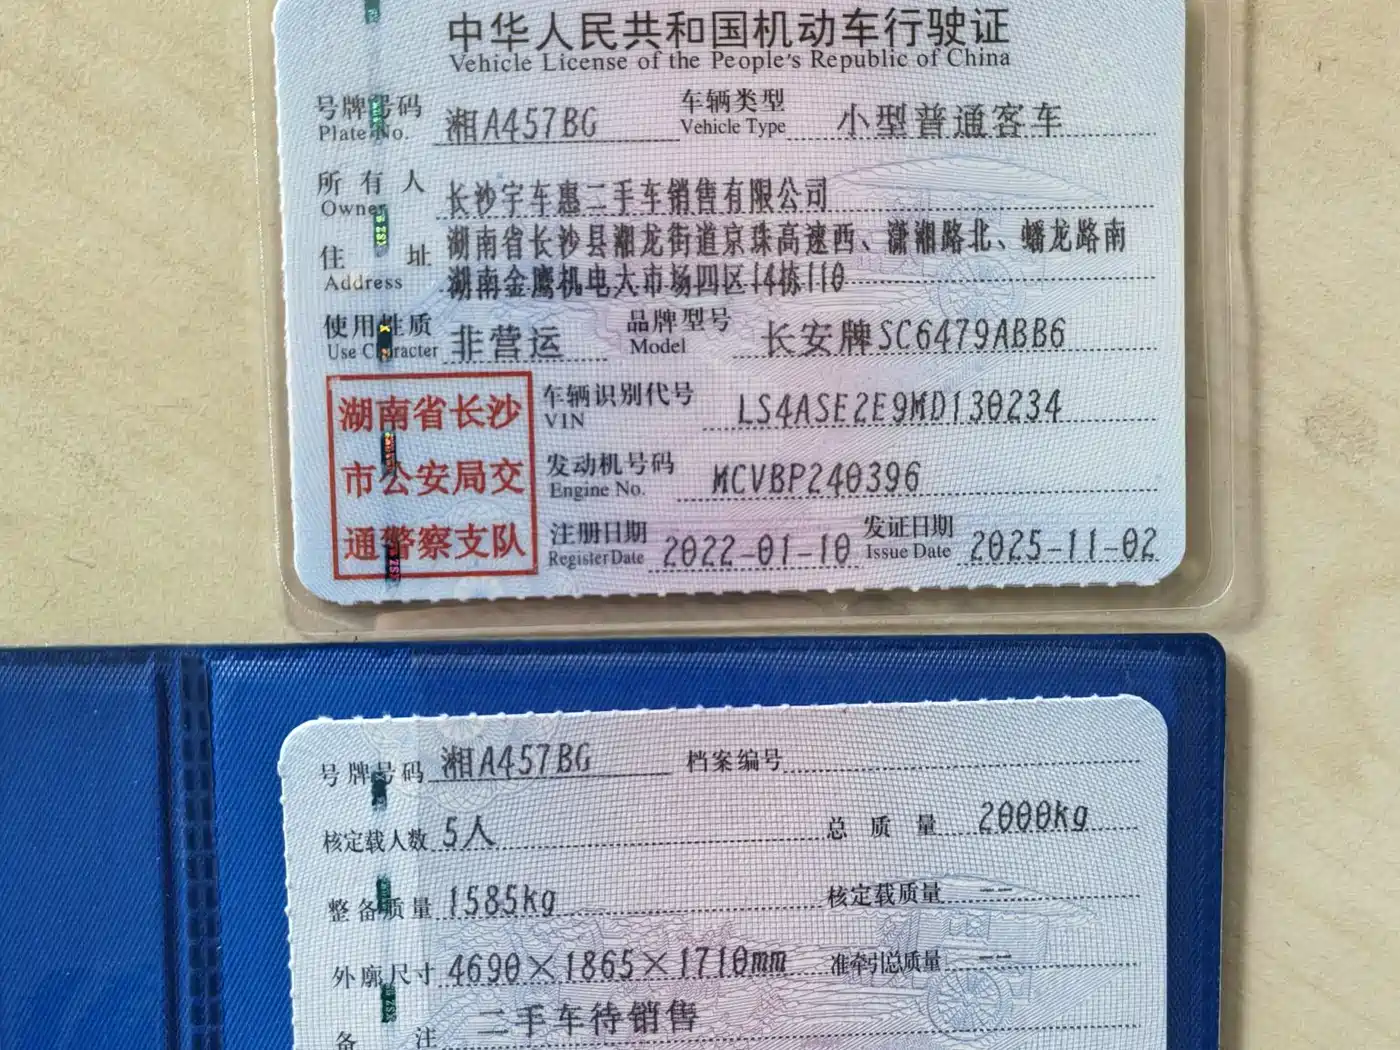 中华人民共和国机动车行驶证
Vehicle License of the People's Republic of China
号牌号码 湘A457BG 车辆类型 小型普通客车
Plate No. Vehicle Type
所有人 长沙宇车惠二手车销售有限公司
Owner
住址 湖南省长沙县湘龙街道京珠高速西、潇湘路北、蟠龙路南
Address 湖南金鹰机电大市场四区14栋110
使用性质 非营运 品牌型号 长安牌SC6479ABB6
Use Character Model
湖南省长沙
市公安局交
通警察支队
车辆识别代号 LS4ASE2E9MD130234
VIN
发动机号码 MCVBP240396
Engine No.
注册日期 2022-01-10 发证日期 2025-11-02
Register Date Issue Date
号牌号码 湘A457BG 档案编号
核定载人数 5人 总质量 2000kg
整备质量 1585kg 核定载质量 --
外廓尺寸 4690×1865×1710mm 准牵引总质量 --
备注 二手车待销售